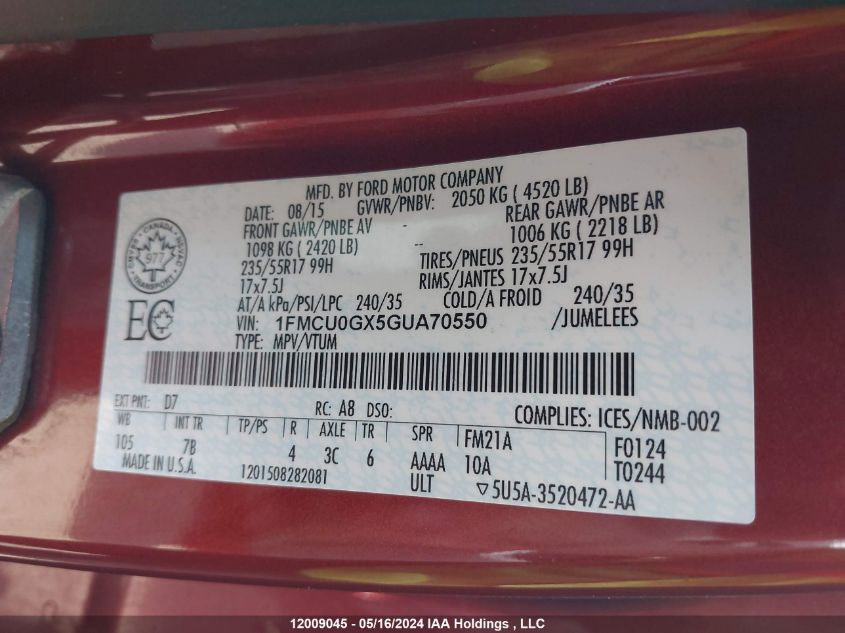 MFD. BY FORD MOTOR COMPANY
DATE: 08/15 GVWR/PNBV: 2050 KG ( 4520 LB)
FRONT GAWR/PNBE AV REAR GAWR/PNBE AR
1098 KG ( 2420 LB) -- 1006 KG ( 2218 LB)
235/55R17 99H TIRES/PNEUS 235/55R17 99H
17x7.5J RIMS/JANTES 17x7.5J
AT/A kPa/PSI/LPC 240/35 COLD/A FROID 240/35
VIN: 1FMCU0GX5GUA70550 /JUMELEES
TYPE: MPV/VTUM
CANADA
TRANSPORT
977
EC
EXT PNT: D7 RC: A8 DSO: COMPLIES: ICES/NMB-002
WB INT TR TP/PS R AXLE TR SPR FM21A F0124
105 7B 4 3C 6 AAAA 10A T0244
MADE IN U.S.A. 1201508282081 ULT ▽5U5A-3520472-AA
12009045 - 05/16/2024 IAA Holdings , LLC